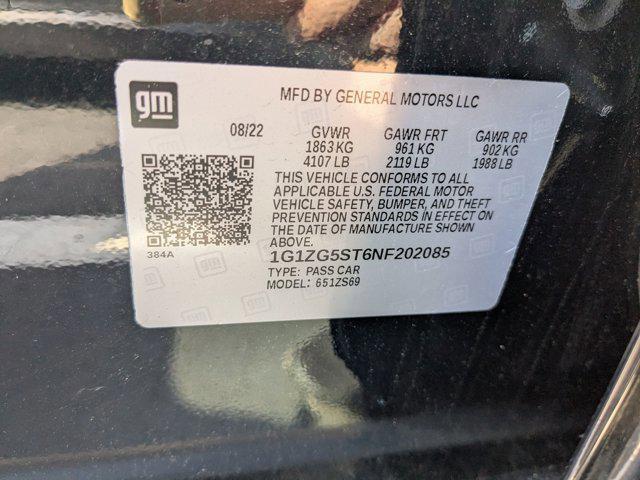 gm
MFD BY GENERAL MOTORS LLC
08/22 GVWR GAWR FRT GAWR RR
1863 KG 961 KG 902 KG
4107 LB 2119 LB 1988 LB
THIS VEHICLE CONFORMS TO ALL
APPLICABLE U.S. FEDERAL MOTOR
VEHICLE SAFETY, BUMPER, AND THEFT
PREVENTION STANDARDS IN EFFECT ON
THE DATE OF MANUFACTURE SHOWN
ABOVE.
384A
1G1ZG5ST6NF202085
TYPE: PASS CAR
MODEL: 651ZS69